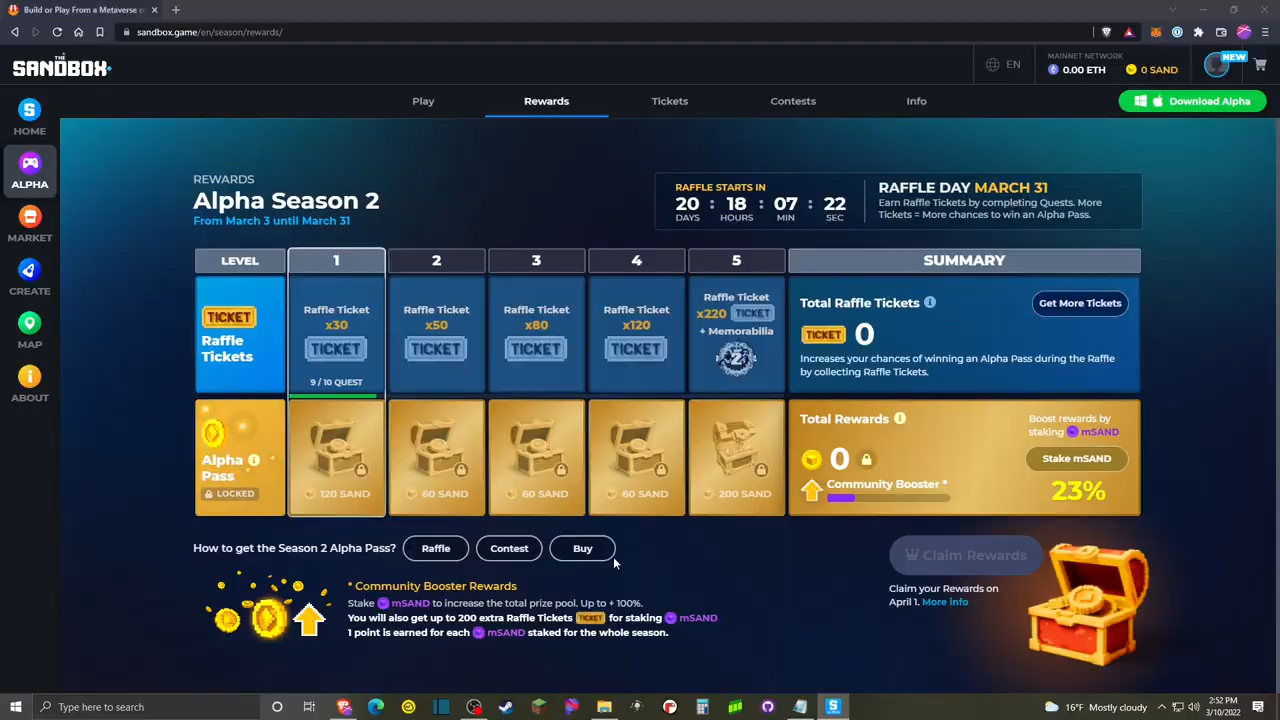 Build or Play From a Metaverse o
sandbox.game/en/season/rewards/
THE
SANDBOX
EN
MAINNET NETWORK
0.00 ETH
0 SAND
NEW
Play
Rewards
Tickets
Contests
Info
Download Alpha
HOME
ALPHA
MARKET
CREATE
MAP
ABOUT
REWARDS
Alpha Season 2
From March 3 until March 31
RAFFLE STARTS IN
20 : 18 : 07 : 22
DAYS HOURS MIN SEC
RAFFLE DAY MARCH 31
Earn Raffle Tickets by completing Quests. More
Tickets = More chances to win an Alpha Pass.
LEVEL 1 2 3 4 5 SUMMARY
TICKET
Raffle
Tickets
Raffle Ticket
x30
TICKET
9 / 10 QUEST
Raffle Ticket
x50
TICKET
Raffle Ticket
x80
TICKET
Raffle Ticket
x120
TICKET
Raffle Ticket
x220 TICKET
+ Memorabilia
2
Total Raffle Tickets
Get More Tickets
TICKET 0
Increases your chances of winning an Alpha Pass during the Raffle
by collecting Raffle Tickets.
Alpha
Pass
LOCKED
120 SAND
60 SAND
60 SAND
60 SAND
200 SAND
Total Rewards
0
Boost rewards by
staking mSAND
Stake mSAND
Community Booster *
23%
How to get the Season 2 Alpha Pass?
Raffle
Contest
Buy
* Community Booster Rewards
Stake mSAND to increase the total prize pool. Up to + 100%.
You will also get up to 200 extra Raffle Tickets TICKET for staking mSAND
1 point is earned for each mSAND staked for the whole season.
Claim Rewards
Claim your Rewards on
April 1. More info
Type here to search
16°F Mostly cloudy
2:52 PM
3/10/2022